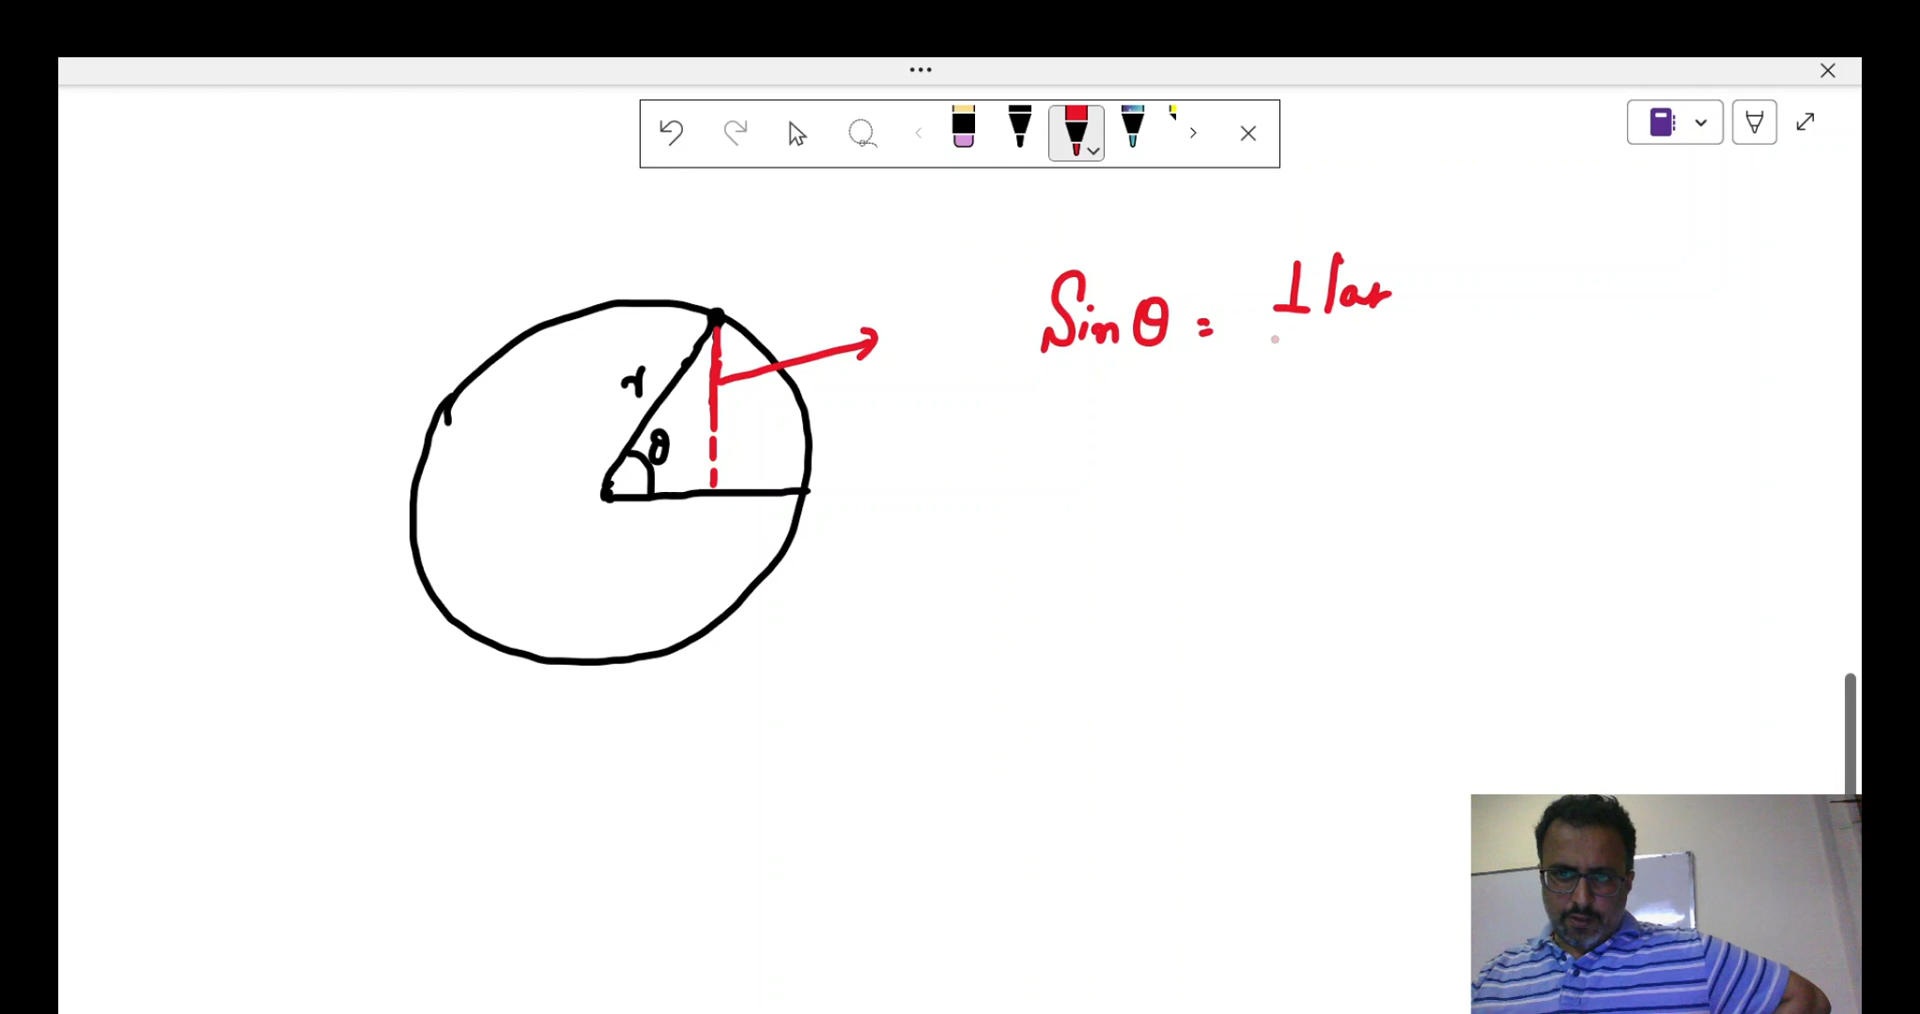 r
θ
Sin θ = ⊥lar